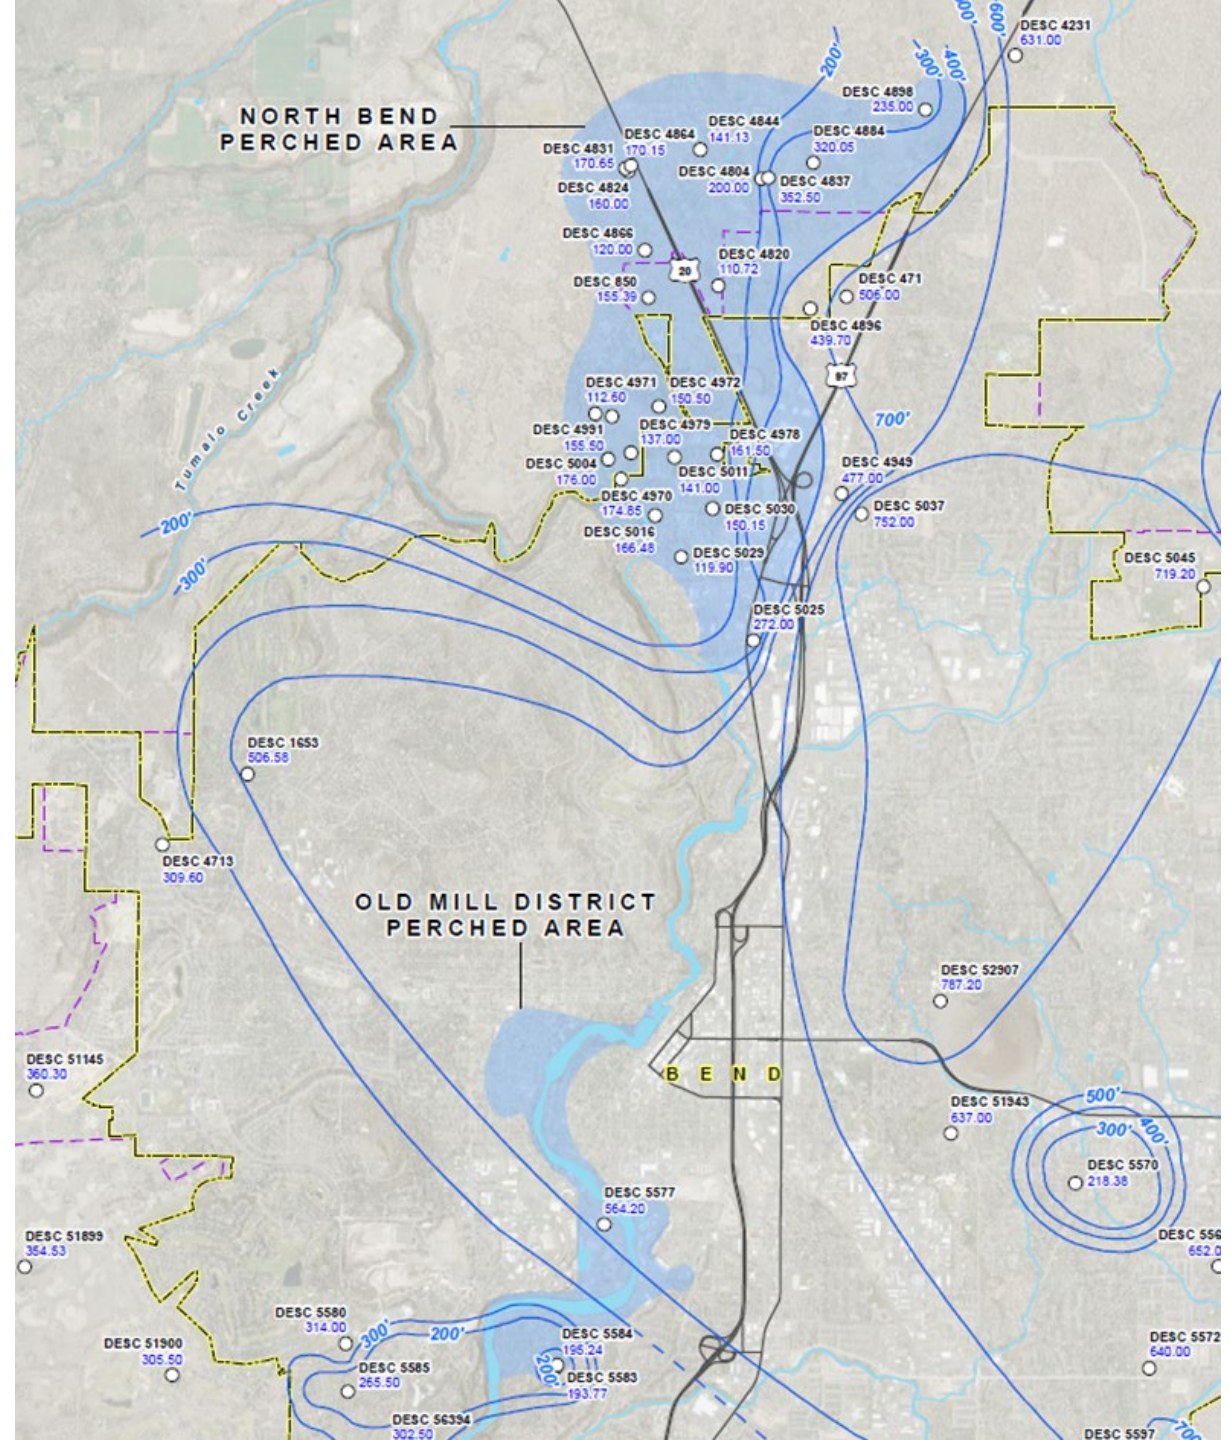 600'
DESC 4231
631.00
200'
300'
400'
DESC 4898
235.00
NORTH BEND
PERCHED AREA
DESC 4844
141.13
DESC 4864
170.15
DESC 4884
320.05
DESC 4831
170.65
DESC 4804
200.00
DESC 4837
352.50
DESC 4824
160.00
DESC 4866
120.00
DESC 4820
110.72
20
DESC 850
155.39
DESC 471
506.00
DESC 4896
439.70
97
Tumalo Creek
DESC 4971
112.60
DESC 4972
150.50
700'
DESC 4991
155.50
DESC 4979
137.00
DESC 4978
161.50
DESC 5004
176.00
DESC 5011
141.00
DESC 4949
477.00
DESC 4970
174.85
DESC 5030
150.15
DESC 5037
752.00
200'
DESC 5016
166.48
DESC 5029
119.90
DESC 5045
719.20
300'
DESC 5025
272.00
DESC 1653
506.58
DESC 4713
309.60
OLD MILL DISTRICT
PERCHED AREA
DESC 52907
787.20
DESC 51145
360.30
BEND
DESC 51943
637.00
500'
400'
300'
DESC 5570
218.38
DESC 5577
564.20
DESC 51899
354.53
DESC 556
652.0
DESC 5580
314.00
300'
200'
DESC 5584
195.24
DESC 51900
305.50
DESC 5572
640.00
DESC 5585
265.50
200'
DESC 5583
193.77
DESC 56394
302.50
DESC 5597
700'